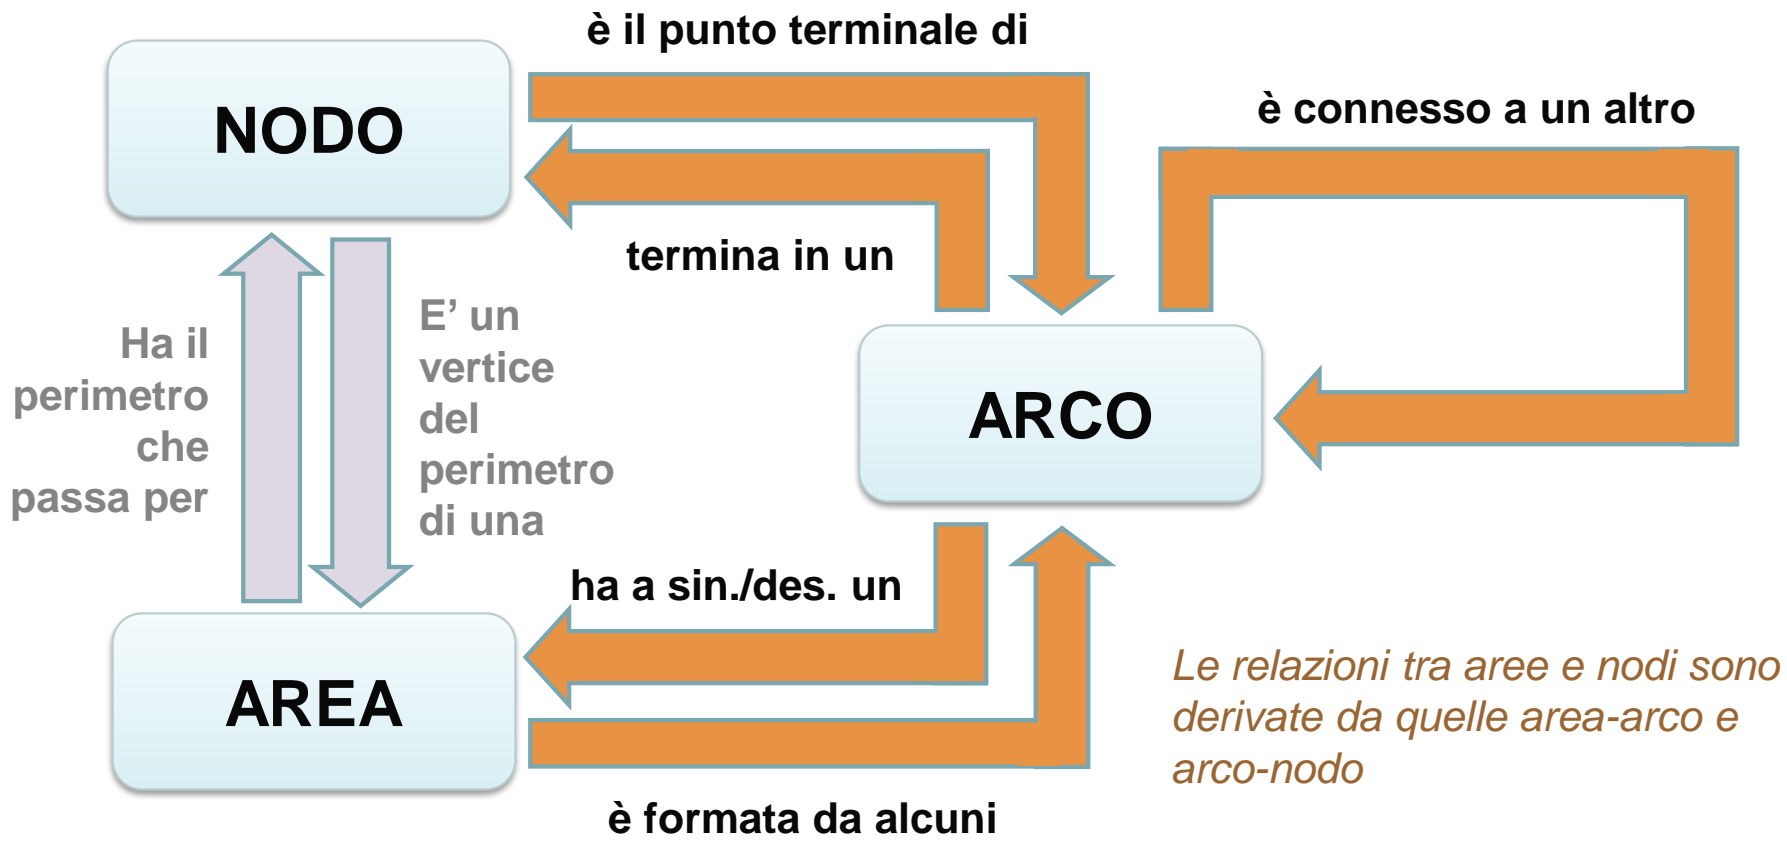 è il punto terminale di
NODO
è connesso a un altro
termina in un
Ha il
perimetro
che
passa per
E’ un
vertice
del
perimetro
di una
ARCO
ha a sin./des. un
AREA
Le relazioni tra aree e nodi sono
derivate da quelle area-arco e
arco-nodo
è formata da alcuni